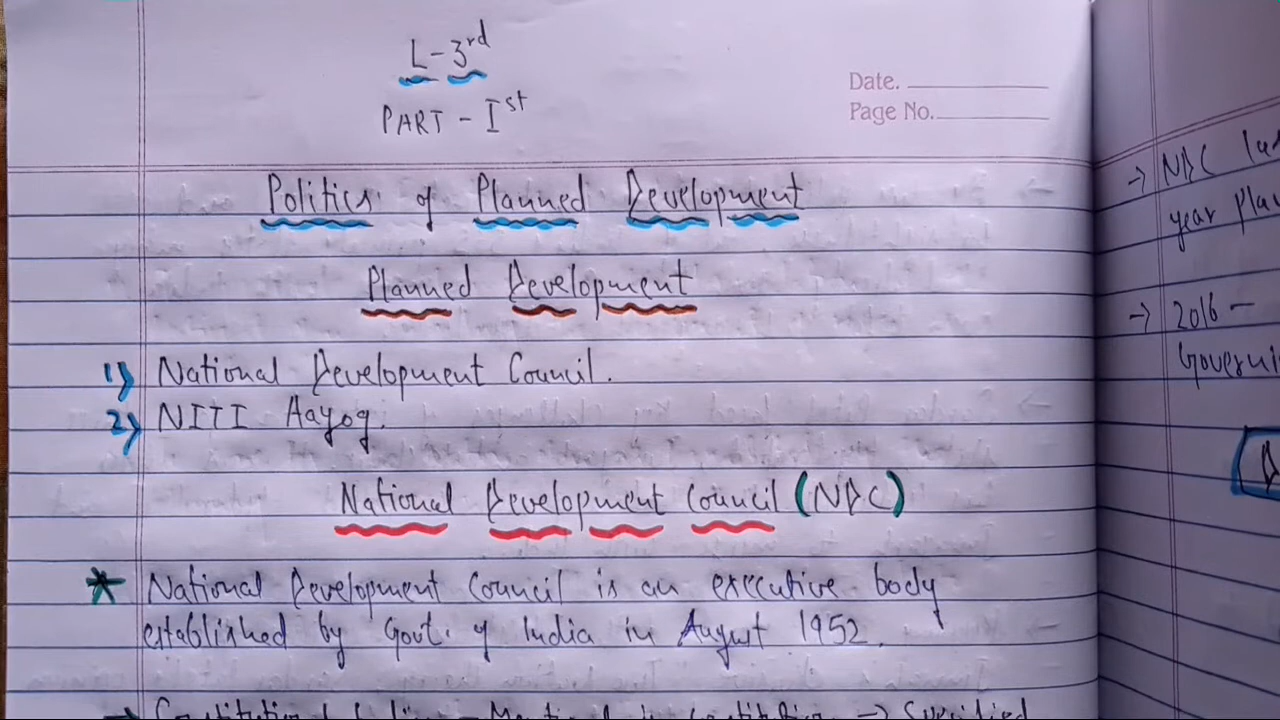 L-3rd
PART-Ist
Date.
Page No.
Politics of Planned Development
Planned Development
1) National Development Council.
2) NITI Aayog.
National Development Council (NDC)
* National Development Council is an executive body
established by Govt. of India in August 1952.
→ NDC
year
→ 2016 -